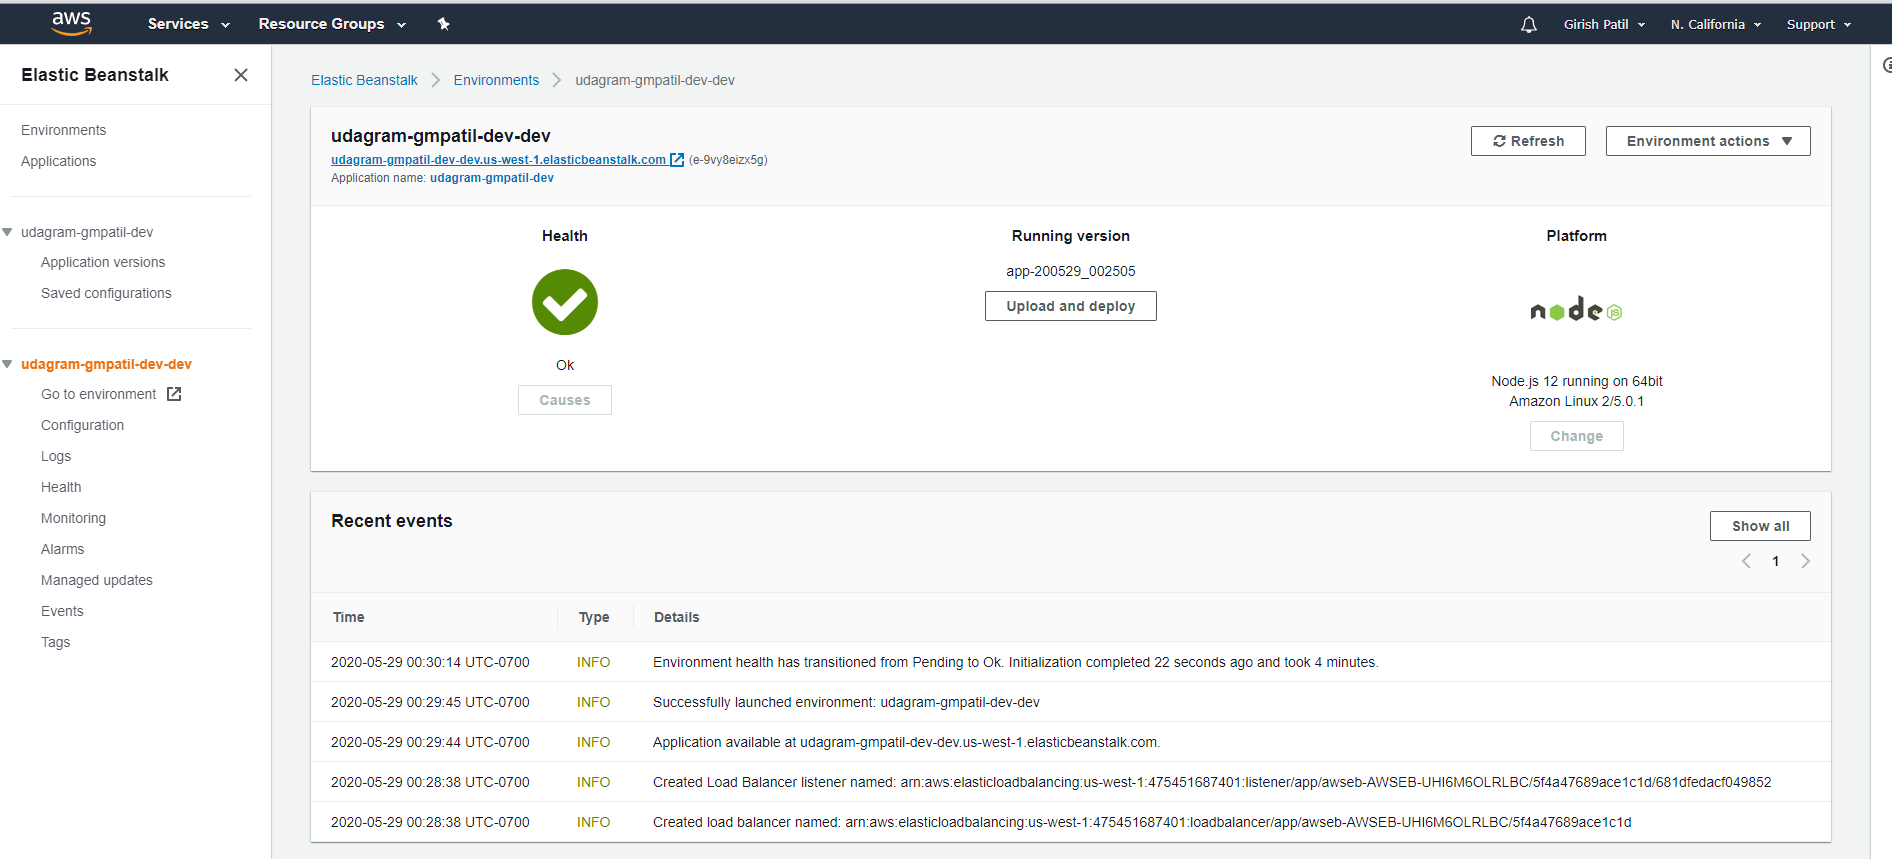 aws Services Resource Groups Girish Patil N. California Support
Elastic Beanstalk
Environments
Applications
udagram-gmpatil-dev
Application versions
Saved configurations
udagram-gmpatil-dev-dev
Go to environment
Configuration
Logs
Health
Monitoring
Alarms
Managed updates
Events
Tags
Elastic Beanstalk Environments udagram-gmpatil-dev-dev
udagram-gmpatil-dev-dev
udagram-gmpatil-dev-dev.us-west-1.elasticbeanstalk.com (e-9vy8eizx5g)
Application name: udagram-gmpatil-dev
Refresh Environment actions
Health
Ok
Causes
Running version
app-200529_002505
Upload and deploy
Platform
node JS
Node.js 12 running on 64bit
Amazon Linux 2/5.0.1
Change
Recent events
Show all
1
Time Type Details
2020-05-29 00:30:14 UTC-0700 INFO Environment health has transitioned from Pending to Ok. Initialization completed 22 seconds ago and took 4 minutes.
2020-05-29 00:29:45 UTC-0700 INFO Successfully launched environment: udagram-gmpatil-dev-dev
2020-05-29 00:29:44 UTC-0700 INFO Application available at udagram-gmpatil-dev-dev.us-west-1.elasticbeanstalk.com.
2020-05-29 00:28:38 UTC-0700 INFO Created Load Balancer listener named: arn:aws:elasticloadbalancing:us-west-1:475451687401:listener/app/awseb-AWSEB-UHI6M6OLRLBC/5f4a47689ace1c1d/681dfedacf049852
2020-05-29 00:28:38 UTC-0700 INFO Created load balancer named: arn:aws:elasticloadbalancing:us-west-1:475451687401:loadbalancer/app/awseb-AWSEB-UHI6M6OLRLBC/5f4a47689ace1c1d